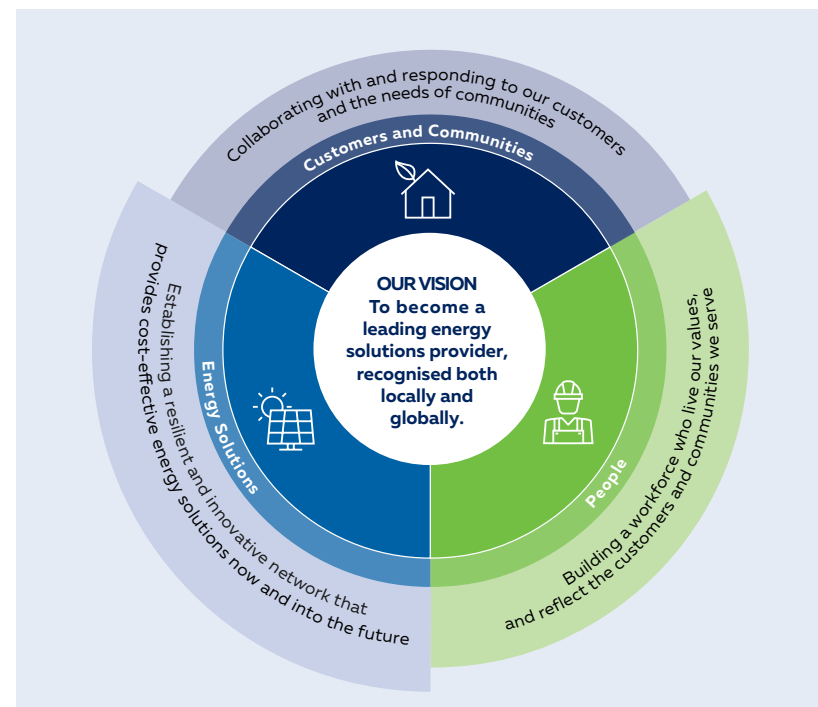 Collaborating with and responding to our customers
and the needs of communities
Customers and Communities
OUR VISION
To become a
leading energy
solutions provider,
recognised both
locally and
globally.
Energy Solutions
Establishing a resilient and innovative network that
provides cost-effective energy solutions now and into the future
People
Building a workforce who live our values,
and reflect the customers and communities we serve